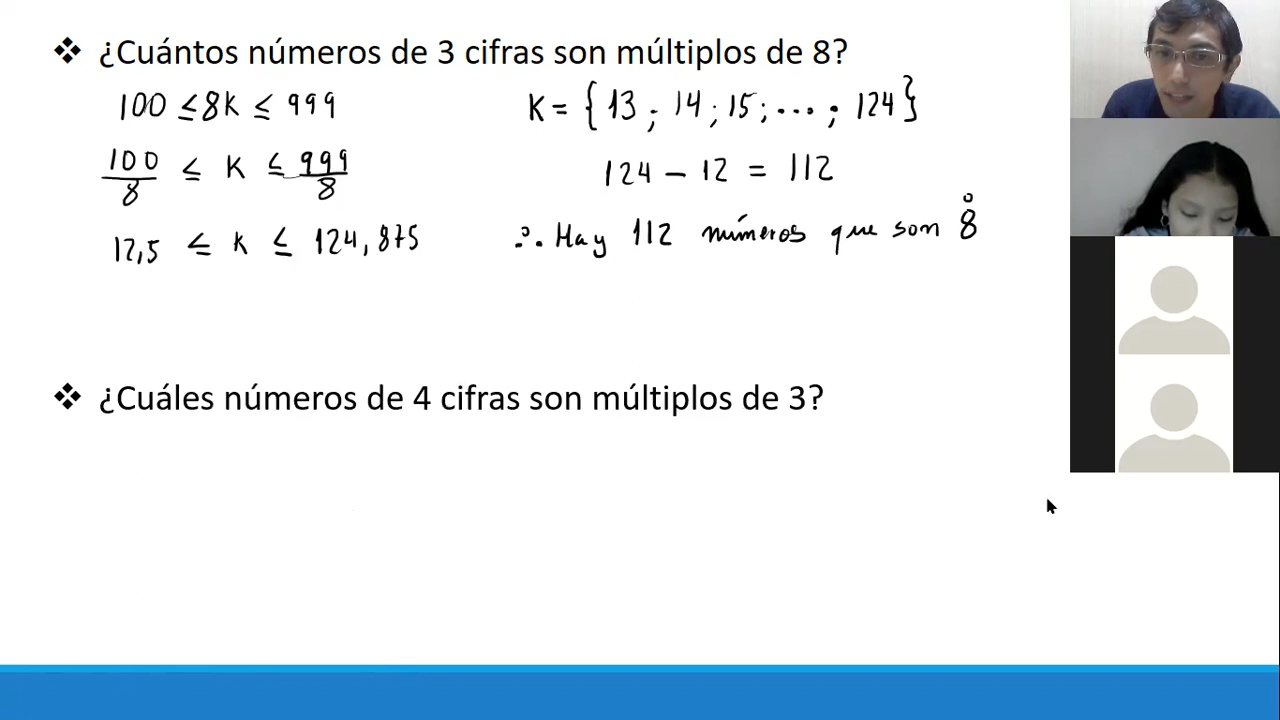 ❖ ¿Cuántos números de 3 cifras son múltiplos de 8?
100 ≤ 8K ≤ 999
100/8 ≤ K ≤ 999/8
12,5 ≤ K ≤ 124,875
K = { 13 ; 14 ; 15 ; ... ; 124 }
124 - 12 = 112
∴ Hay 112 números que son 8̊
❖ ¿Cuáles números de 4 cifras son múltiplos de 3?